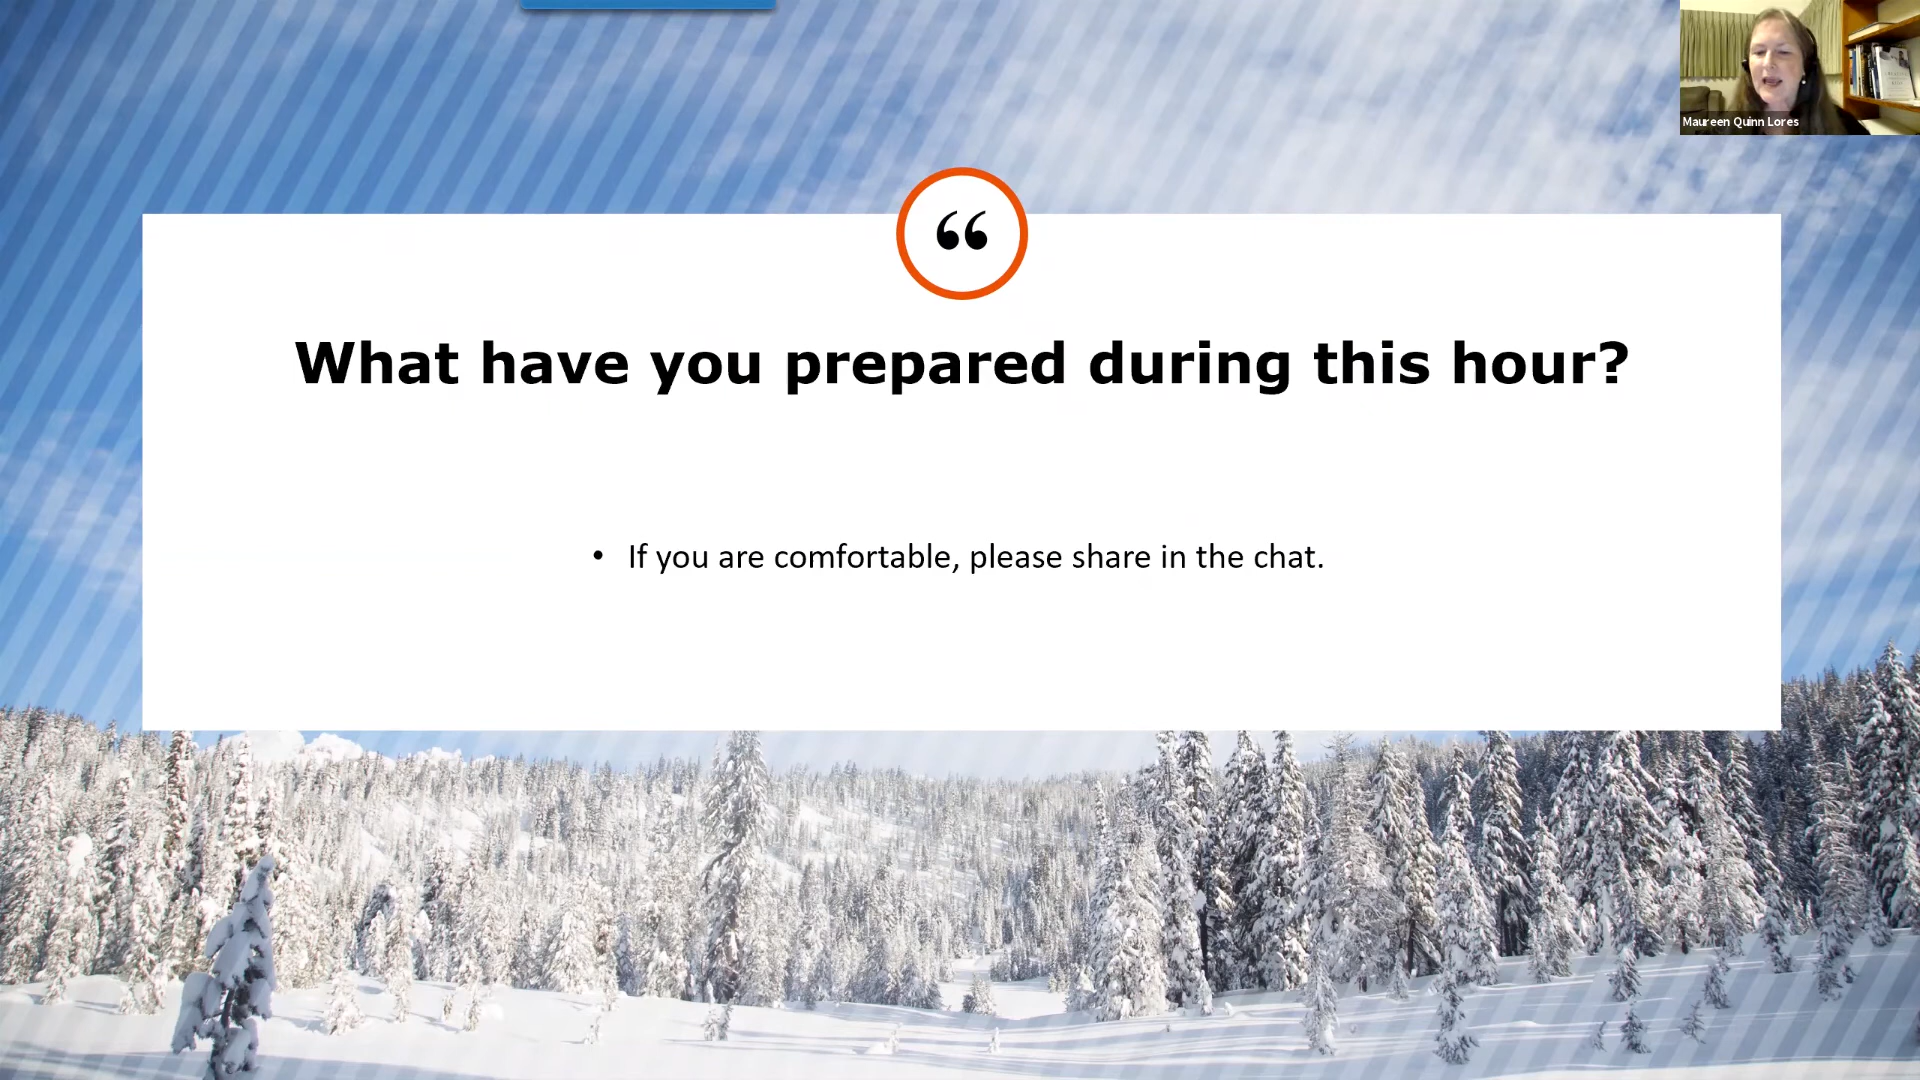 Maureen Quinn Lores
“
What have you prepared during this hour?
• If you are comfortable, please share in the chat.